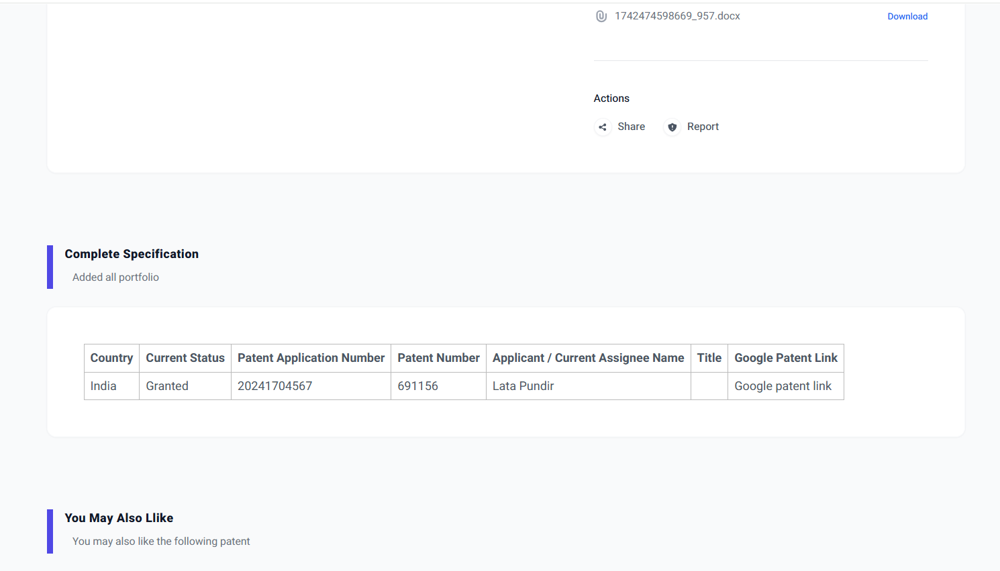 1742474598669_957.docx Download
Actions
Share Report
Complete Specification
Added all portfolio
Country Current Status Patent Application Number Patent Number Applicant / Current Assignee Name Title Google Patent Link
India Granted 20241704567 691156 Lata Pundir Google patent link
You May Also Llike
You may also like the following patent